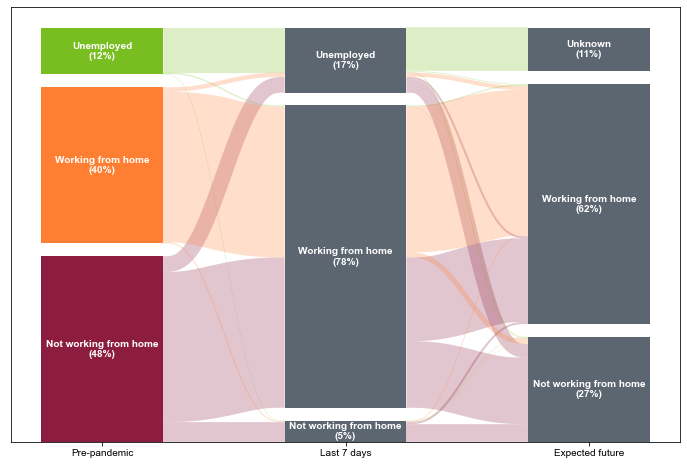 Unemployed
(12%)
Working from home
(40%)
Not working from home
(48%)
Unemployed
(17%)
Working from home
(78%)
Not working from home
(5%)
Unknown
(11%)
Working from home
(62%)
Not working from home
(27%)
Pre-pandemic
Last 7 days
Expected future